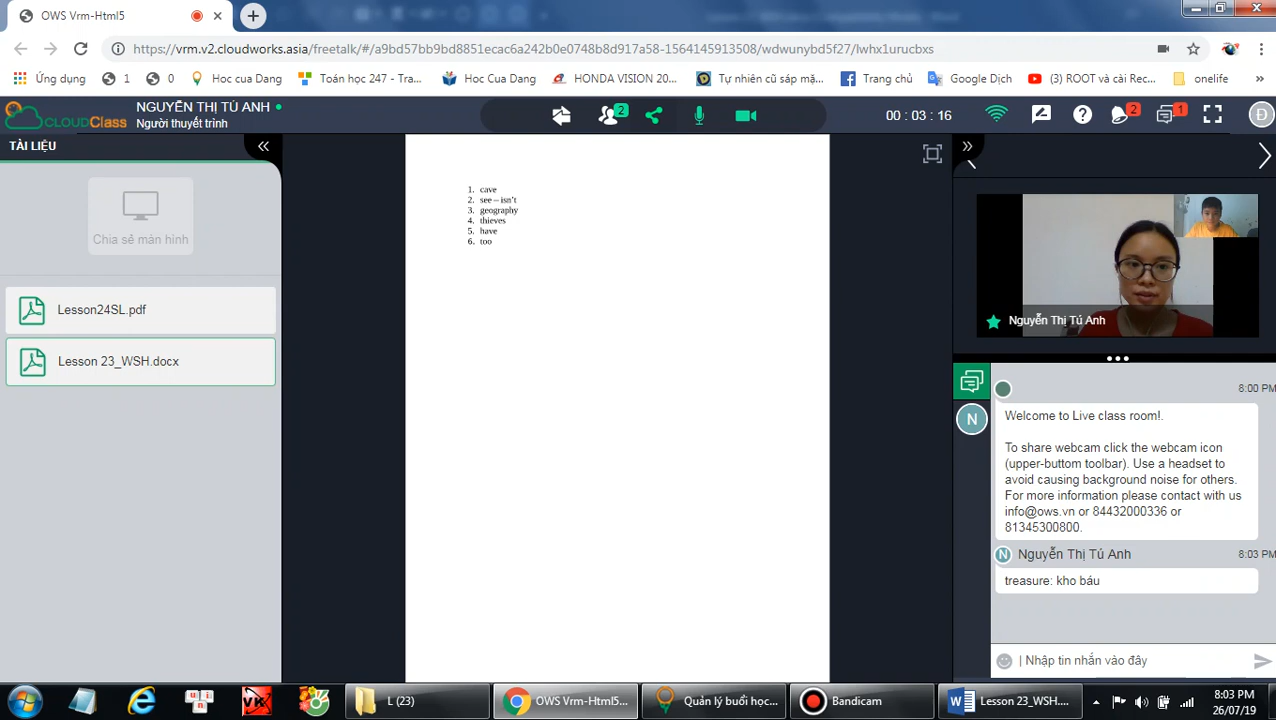 OWS Vrm-Html5
https://vrm.v2.cloudworks.asia/freetalk/#/a9bd57bb9bd8851ecac6a242b0e0748b8d917a58-1564145913508/wdwunybd5f27/lwhx1urucbxs
Ứng dụng 1 0 Hoc cua Dang Toán học 247 - Tra... Học Cua Dang HONDA VISION 20... Tự nhiên cũ sáp mặ... Trang chủ Google Dịch (3) ROOT và cài Rec... onelife »
CLOUDClass
NGUYỄN THỊ TÚ ANH
Người thuyết trình
2
00 : 03 : 16
2
1
Đ
TÀI LIỆU
Chia sẻ màn hình
Lesson24SL.pdf
Lesson 23_WSH.docx
1. cave
2. see – isn't
3. geography
4. thieves
5. have
6. too
Nguyễn Thị Tú Anh
8:00 PM
N
Welcome to Live class room!.
To share webcam click the webcam icon
(upper-buttom toolbar). Use a headset to
avoid causing background noise for others.
For more information please contact with us
info@ows.vn or 84432000336 or
81345300800.
N Nguyễn Thị Tú Anh 8:03 PM
treasure: kho báu
Nhập tin nhắn vào đây
L (23)
OWS Vrm-Html5...
Quản lý buổi học...
Bandicam
Lesson 23_WSH....
8:03 PM
26/07/19